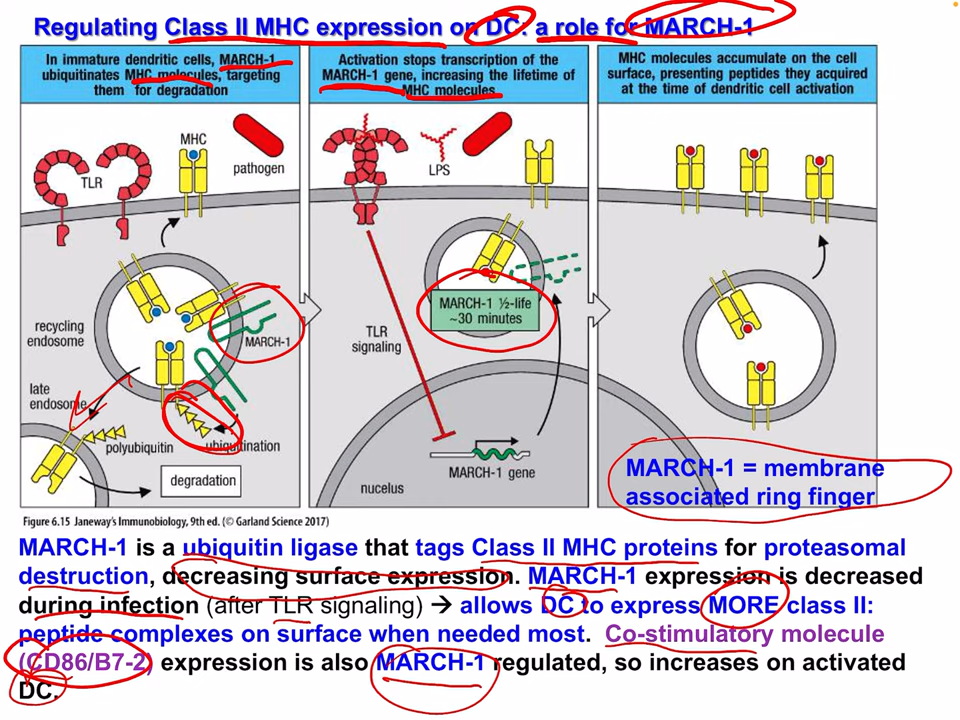 Regulating Class II MHC expression on DC: a role for MARCH-1
In immature dendritic cells, MARCH-1
ubiquitinates MHC molecules, targeting
them for degradation
Activation stops transcription of the
MARCH-1 gene, increasing the lifetime of
MHC molecules
MHC molecules accumulate on the cell
surface, presenting peptides they acquired
at the time of dendritic cell activation
MHC
pathogen
TLR
recycling
endosome
MARCH-1
late
endosome
polyubiquitin
ubiquitination
degradation
LPS
MARCH-1 ½-life
~30 minutes
TLR
signaling
MARCH-1 gene
nucelus
MARCH-1 = membrane
associated ring finger
Figure 6.15 Janeway's Immunobiology, 9th ed. (© Garland Science 2017)
MARCH-1 is a ubiquitin ligase that tags Class II MHC proteins for proteasomal
destruction, decreasing surface expression. MARCH-1 expression is decreased
during infection (after TLR signaling) → allows DC to express MORE class II:
peptide complexes on surface when needed most. Co-stimulatory molecule
(CD86/B7-2) expression is also MARCH-1 regulated, so increases on activated
DC.